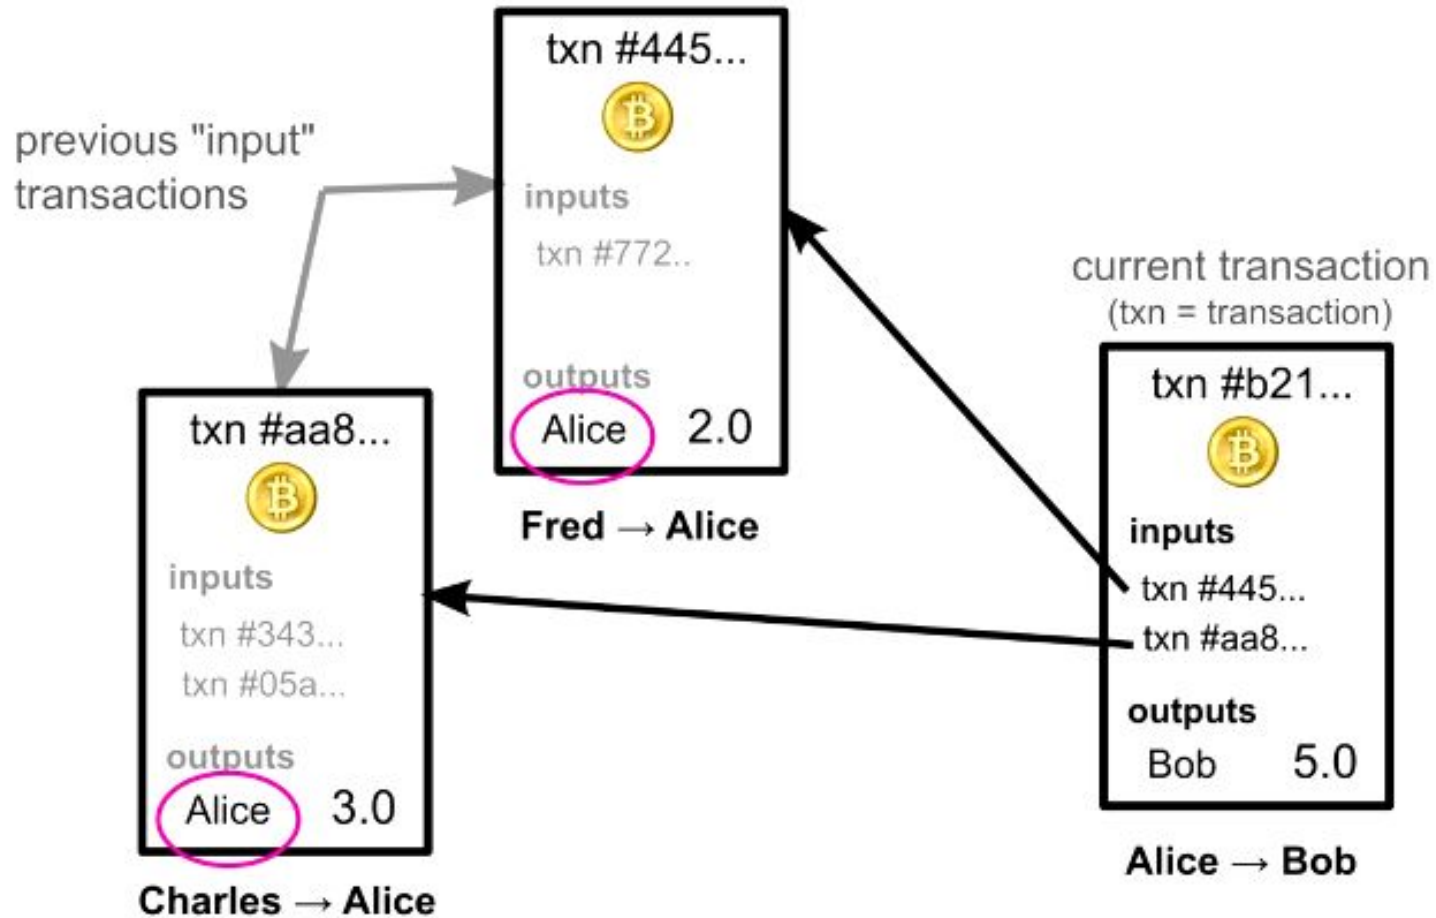 previous "input"
transactions
txn #445...
inputs
txn #772..
outputs
Alice 2.0
Fred → Alice
txn #aa8...
inputs
txn #343...
txn #05a...
outputs
Alice 3.0
Charles → Alice
current transaction
(txn = transaction)
txn #b21...
inputs
txn #445...
txn #aa8...
outputs
Bob 5.0
Alice → Bob